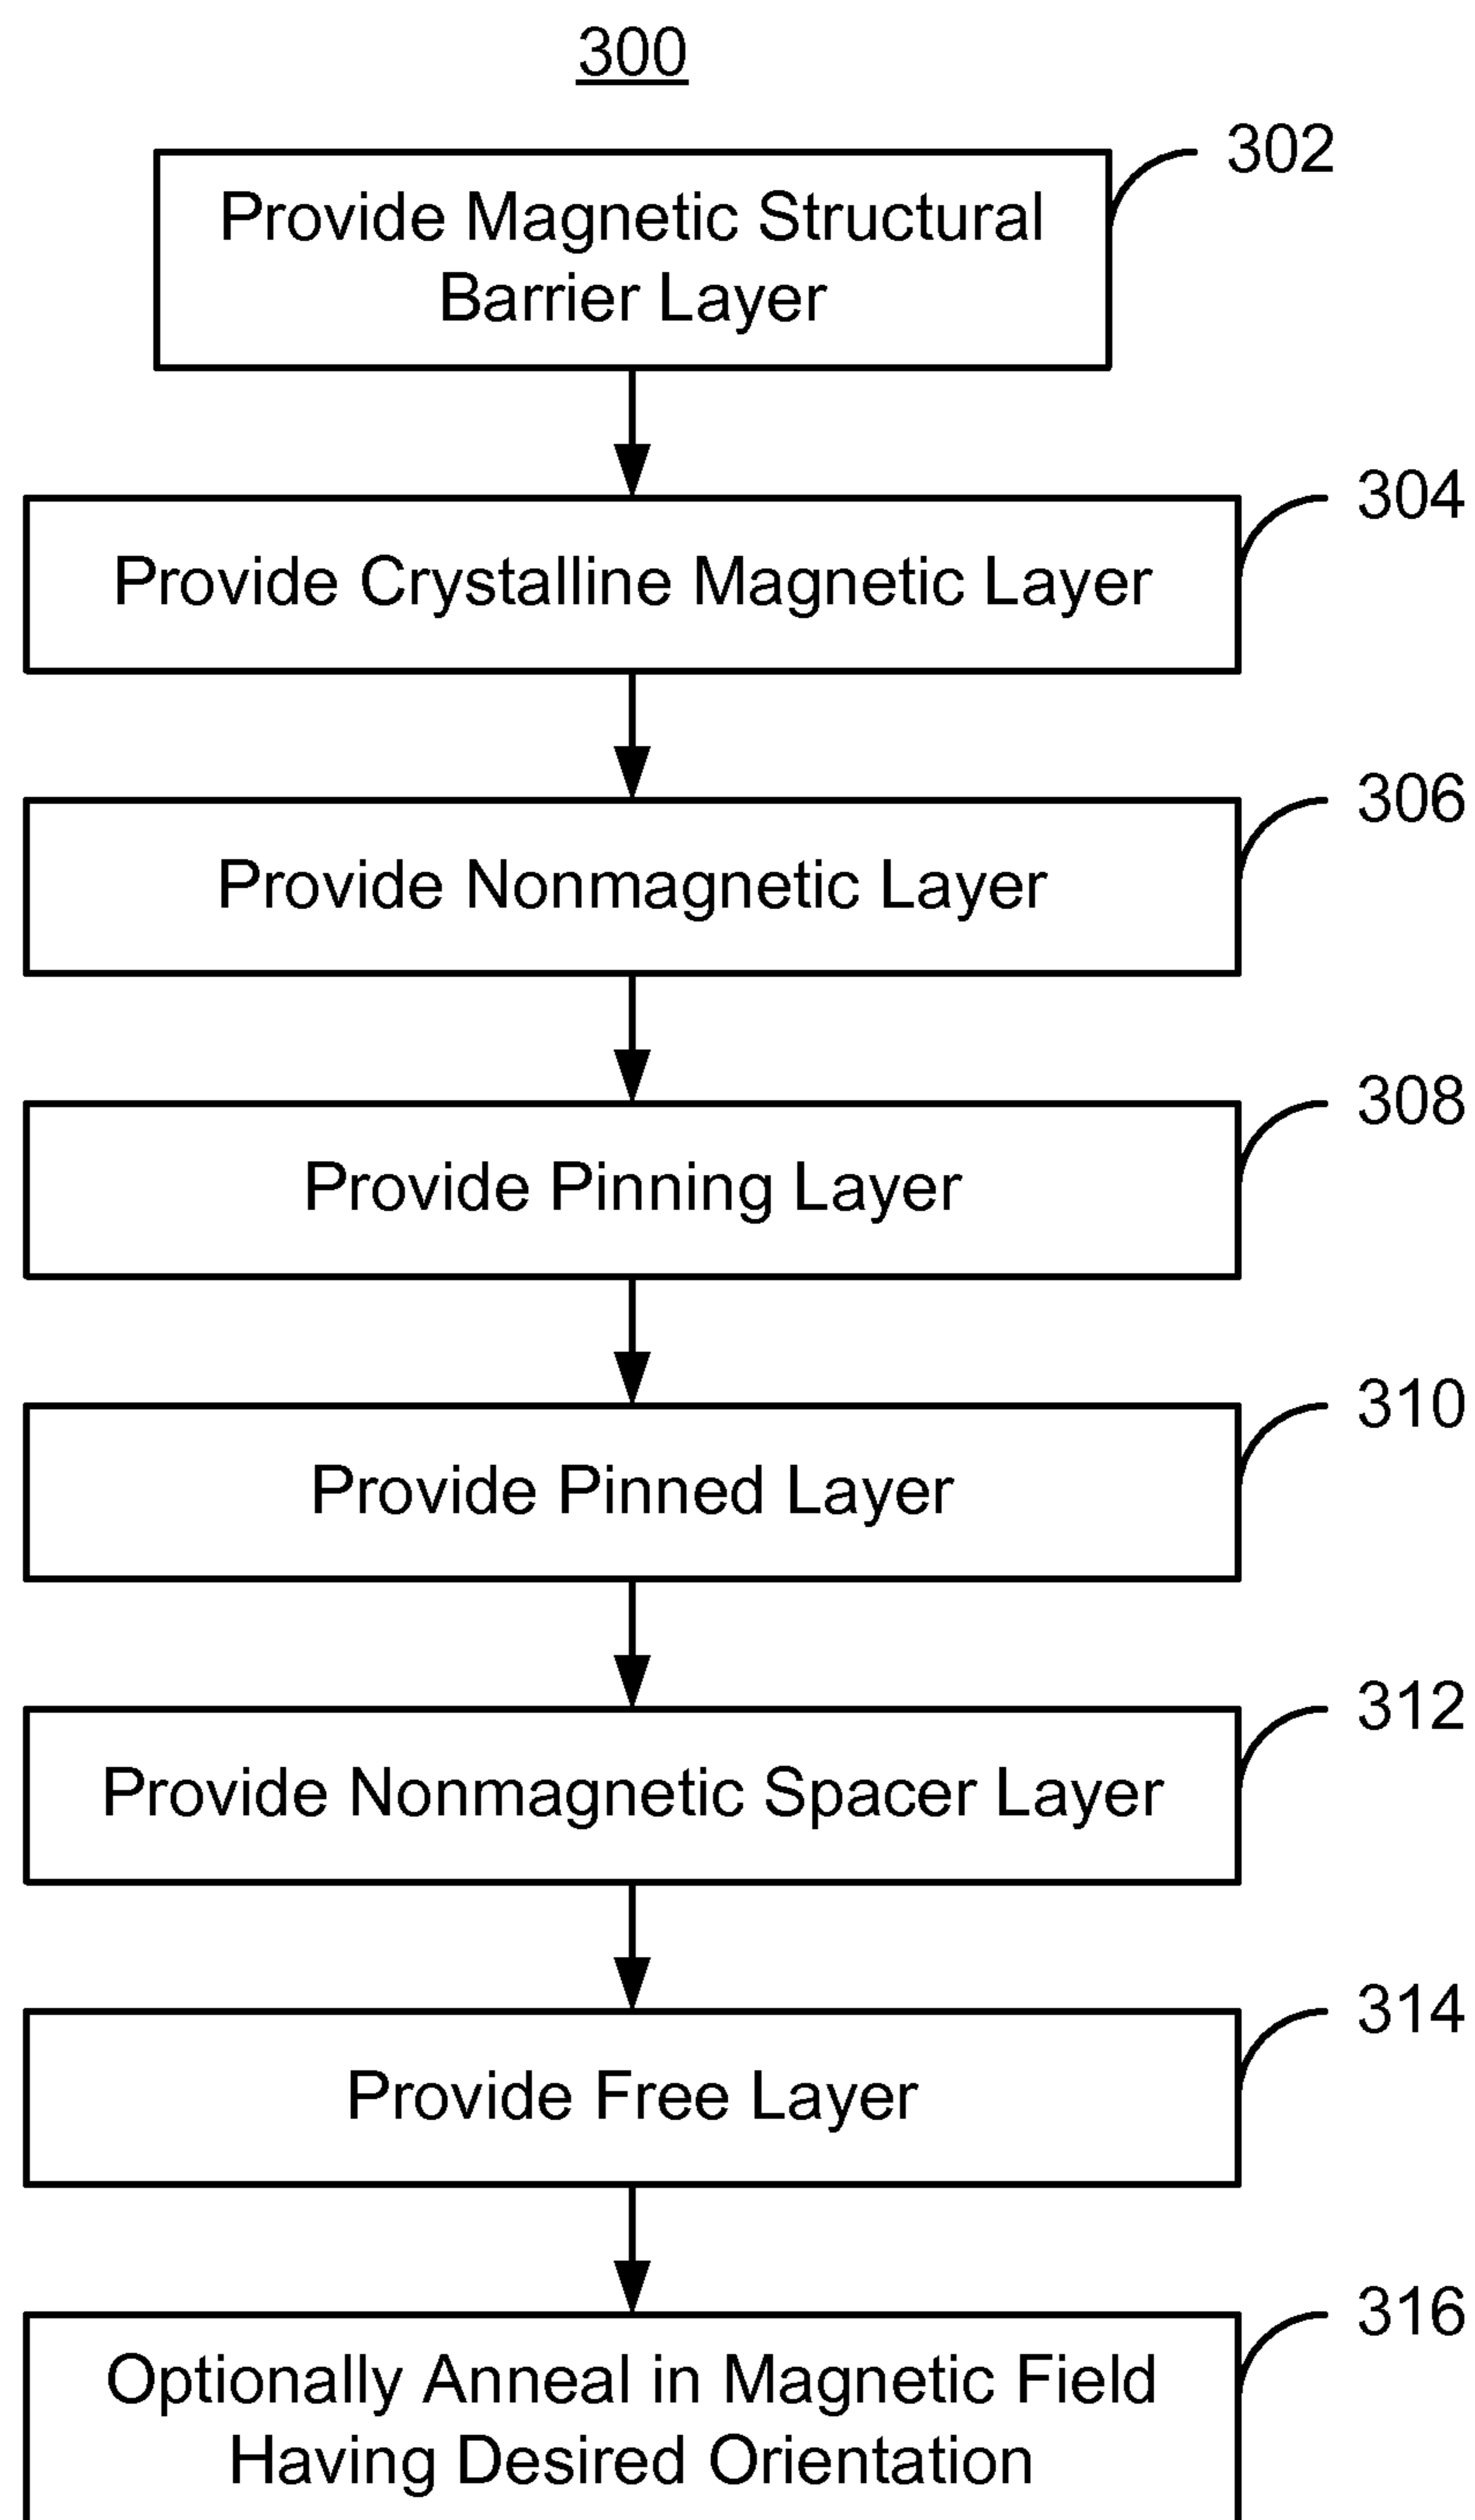 300
302
Provide Magnetic Structural
Barrier Layer
304
Provide Crystalline Magnetic Layer
306
Provide Nonmagnetic Layer
308
Provide Pinning Layer
310
Provide Pinned Layer
312
Provide Nonmagnetic Spacer Layer
314
Provide Free Layer
316
Optionally Anneal in Magnetic Field
Having Desired Orientation